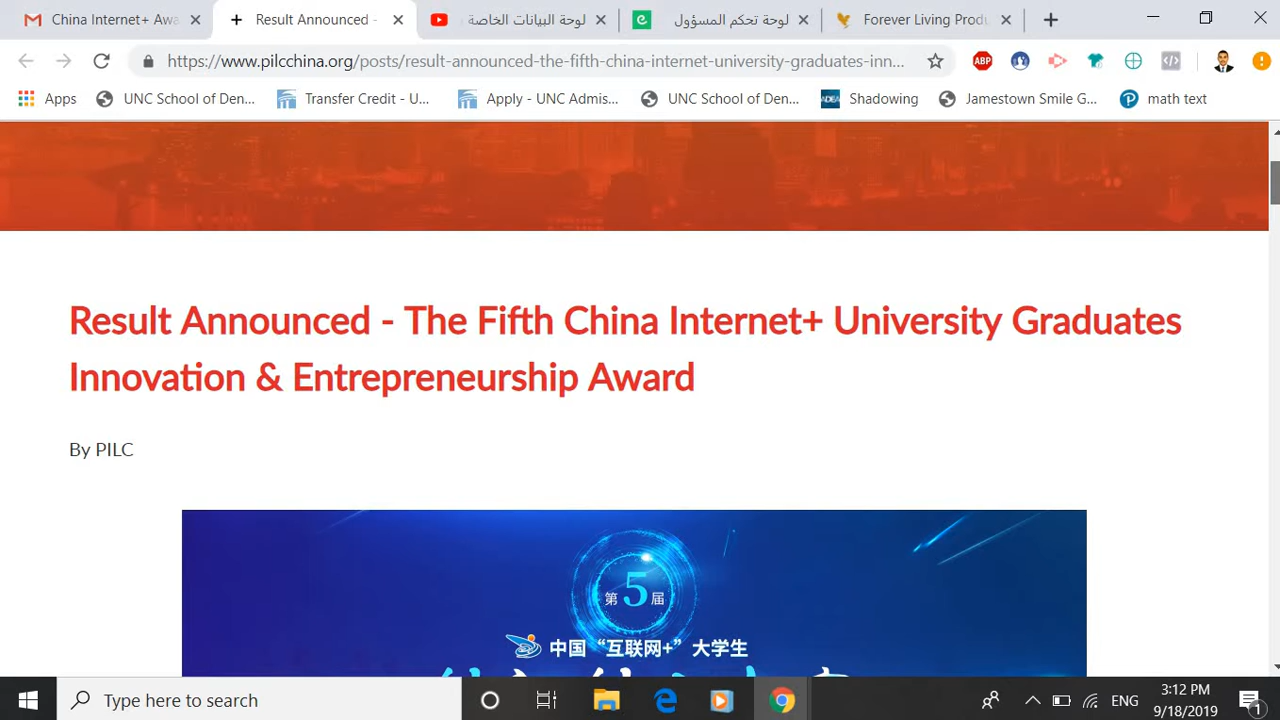 China Internet+ Awa
Result Announced -
لوحة البيانات الخاصة
لوحة تحكم المسؤول
Forever Living Produ
https://www.pilcchina.org/posts/result-announced-the-fifth-china-internet-university-graduates-inn...
ABP
Apps
UNC School of Den...
Transfer Credit - U...
Apply - UNC Admis...
UNC School of Den...
ADEA
Shadowing
Jamestown Smile G...
math text
Result Announced - The Fifth China Internet+ University Graduates
Innovation & Entrepreneurship Award
By PILC
第5届
中国“互联网+”大学生
Type here to search
ENG
3:12 PM
9/18/2019
1